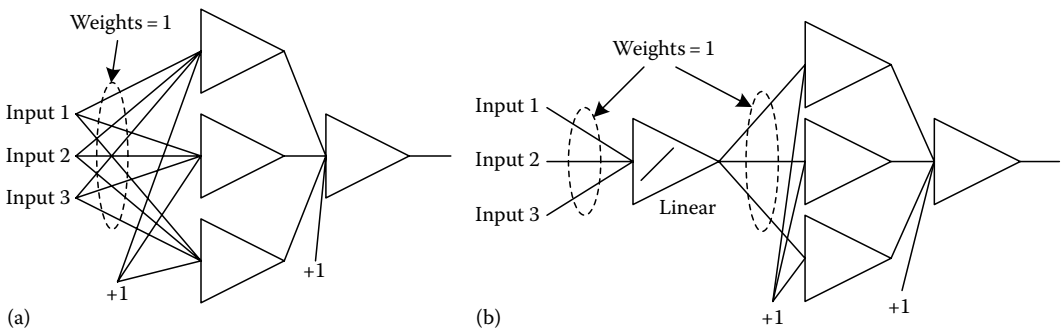 Weights = 1
Input 1
Input 2
Input 3
+1
+1
(a)
Weights = 1
Input 1
Input 2
Input 3
Linear
+1
+1
(b)